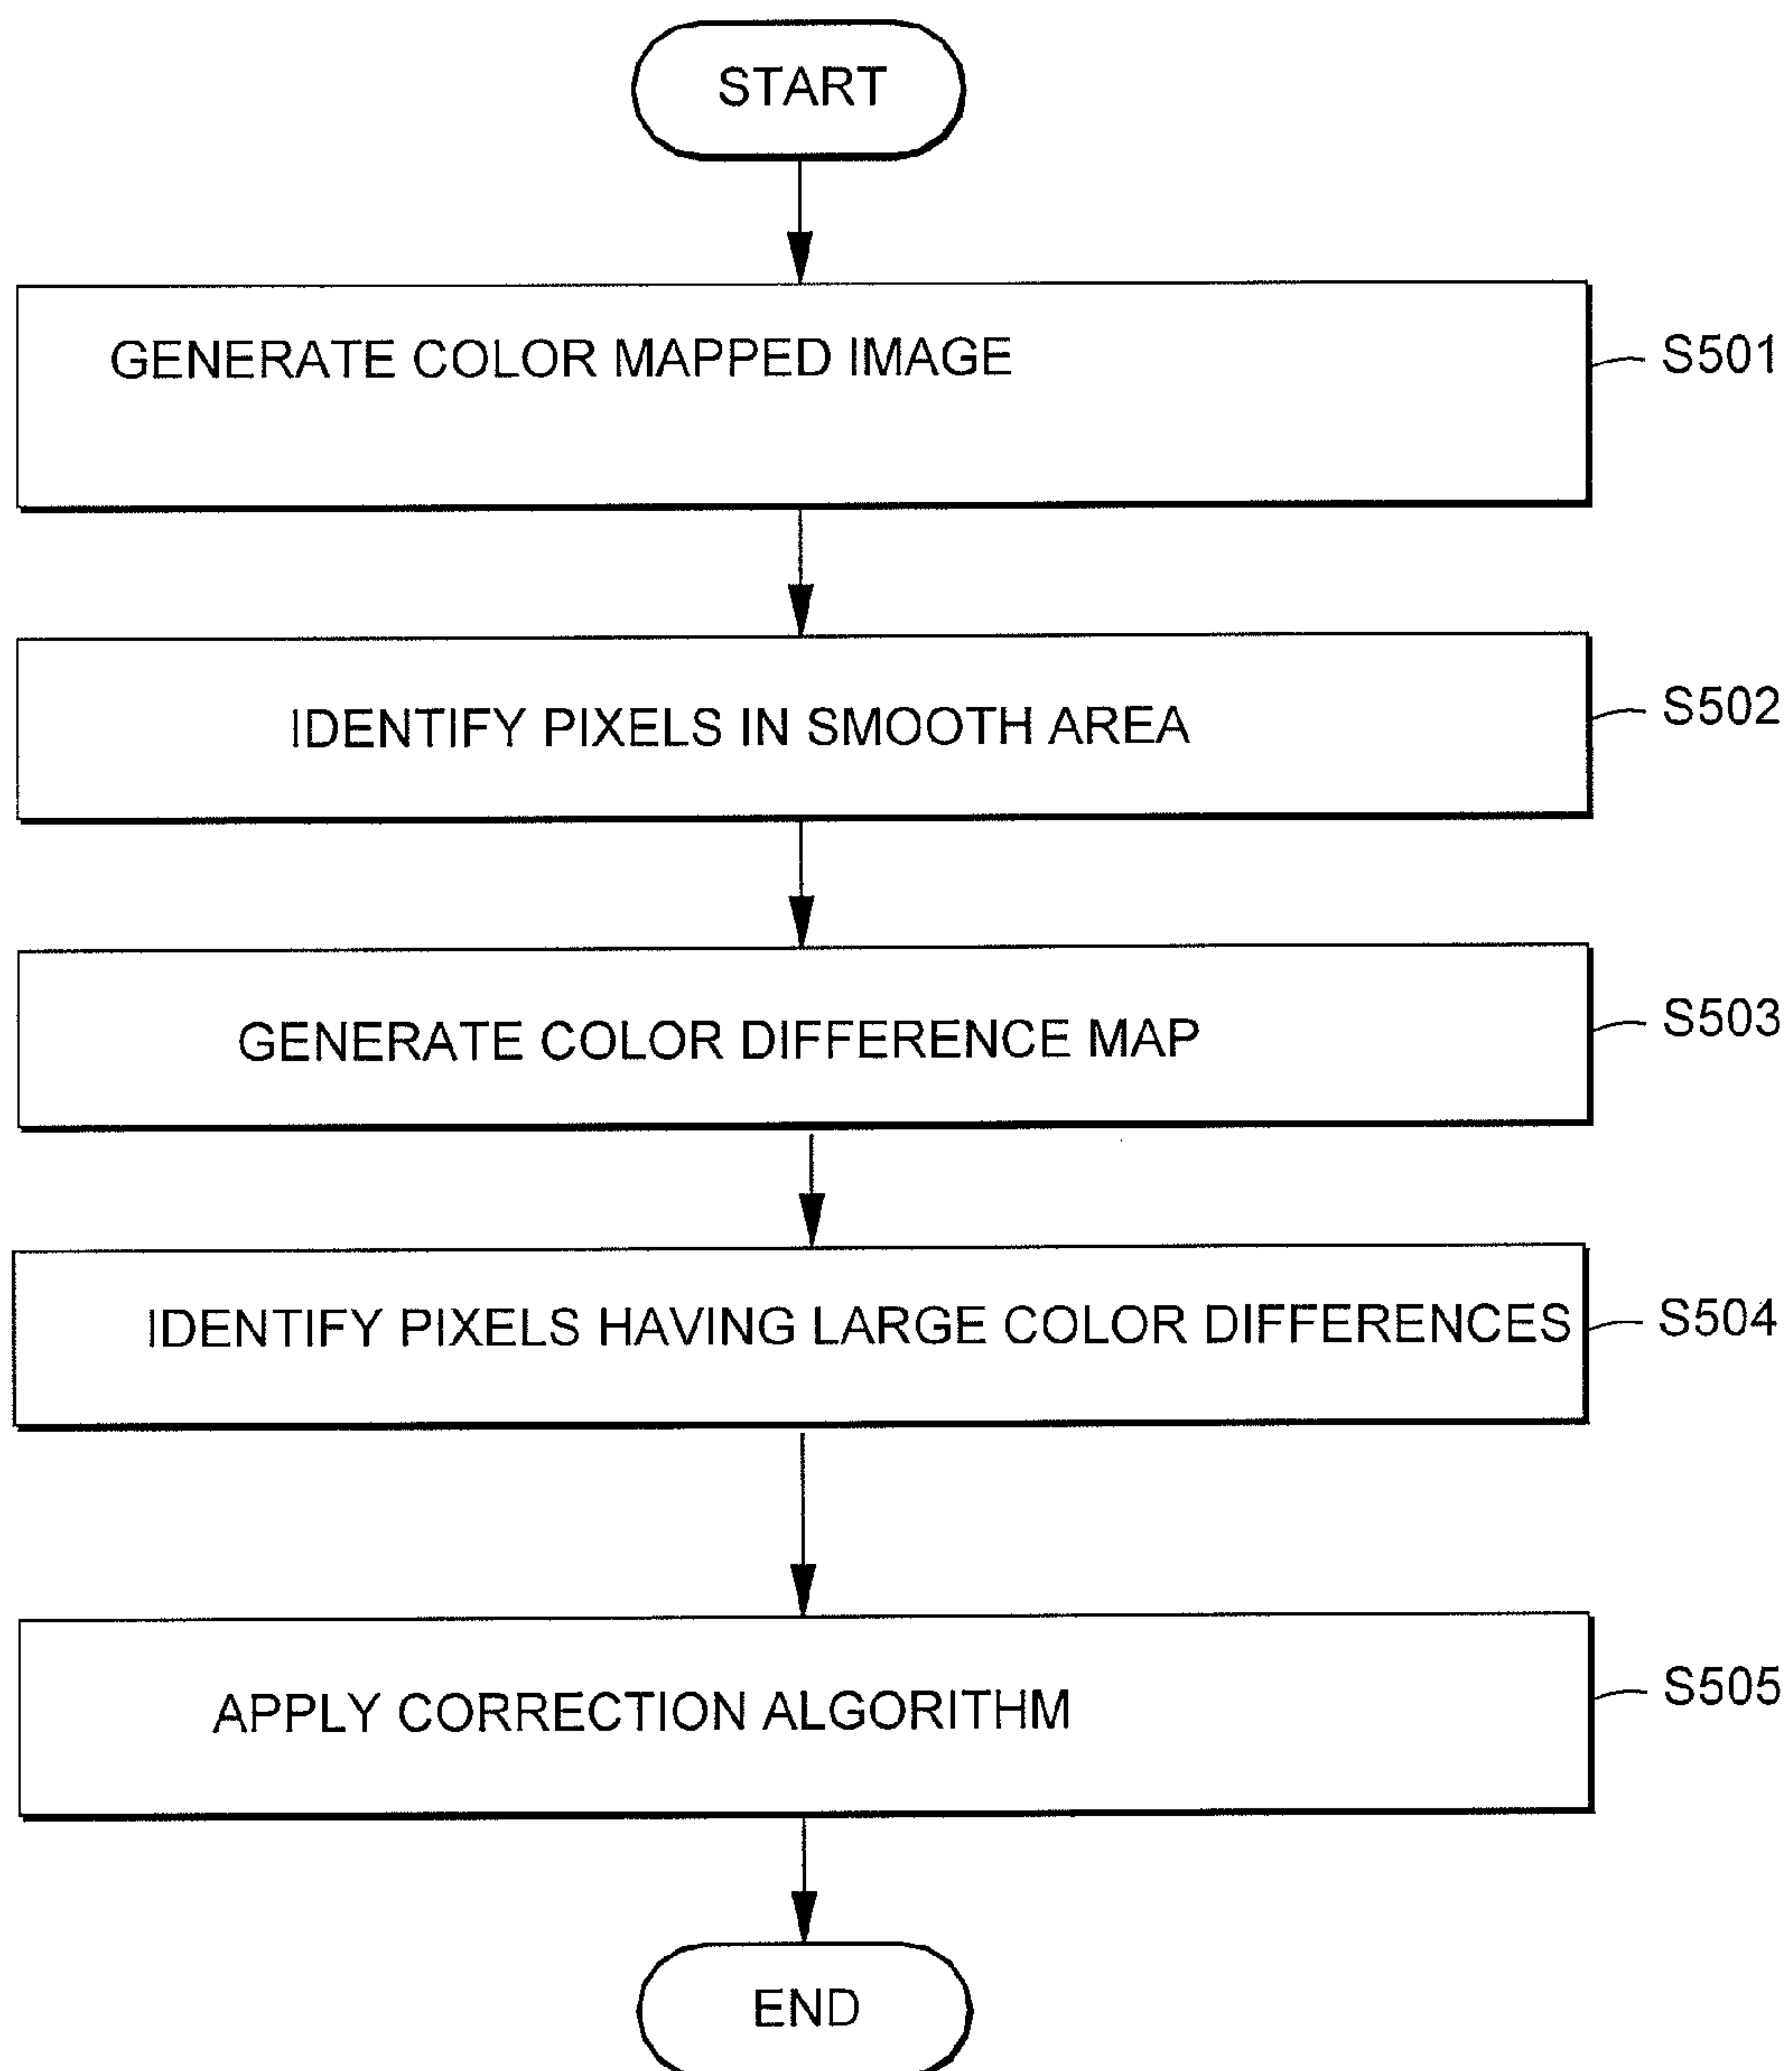 START
GENERATE COLOR MAPPED IMAGE
S501
IDENTIFY PIXELS IN SMOOTH AREA
S502
GENERATE COLOR DIFFERENCE MAP
S503
IDENTIFY PIXELS HAVING LARGE COLOR DIFFERENCES
S504
APPLY CORRECTION ALGORITHM
S505
END